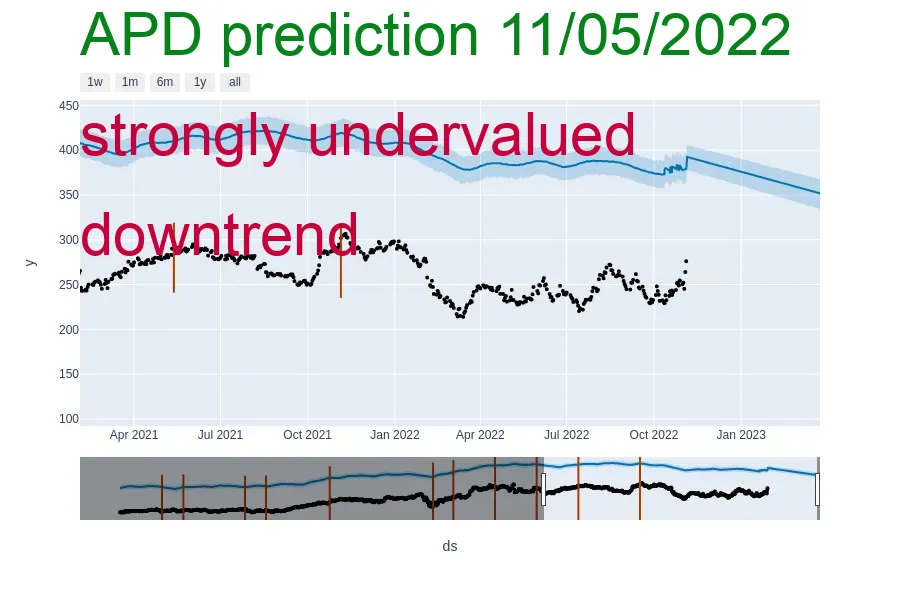 APD prediction 11/05/2022
1w 1m 6m 1y all
strongly undervalued
downtrend
450
400
350
300
250
200
150
100
y
Apr 2021 Jul 2021 Oct 2021 Jan 2022 Apr 2022 Jul 2022 Oct 2022 Jan 2023
ds